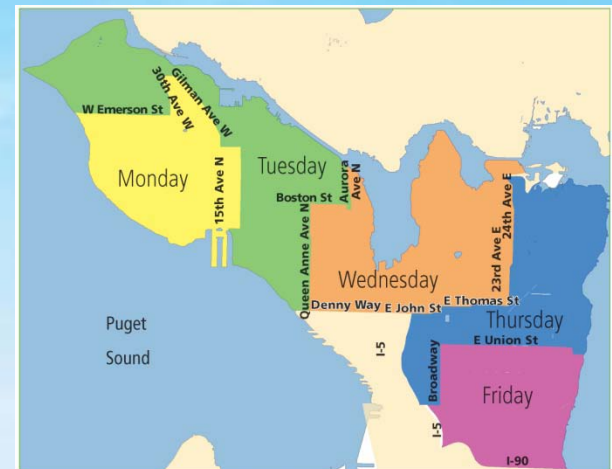 Gilman Ave W
30th Ave W
W Emerson St
Monday
15th Ave N
Tuesday
Aurora
Ave N
Boston St
Queen Anne Ave N
24th Ave E
23rd Ave E
Wednesday
Denny Way
E John St
E Thomas St
Puget
Sound
I-5
Thursday
E Union St
Broadway
Friday
I-5
I-90